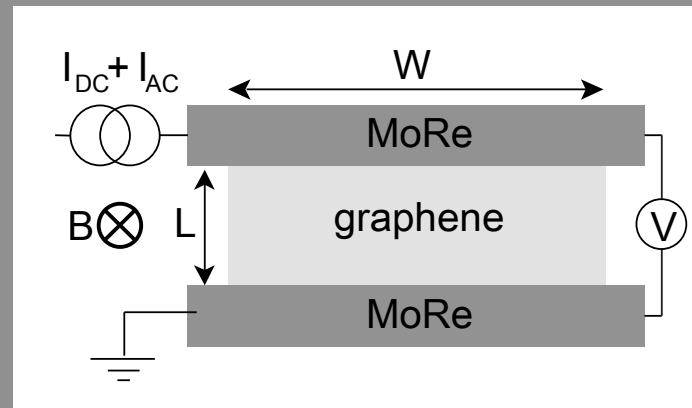 I_DC + I_AC
W
MoRe
B
L
graphene
V
MoRe